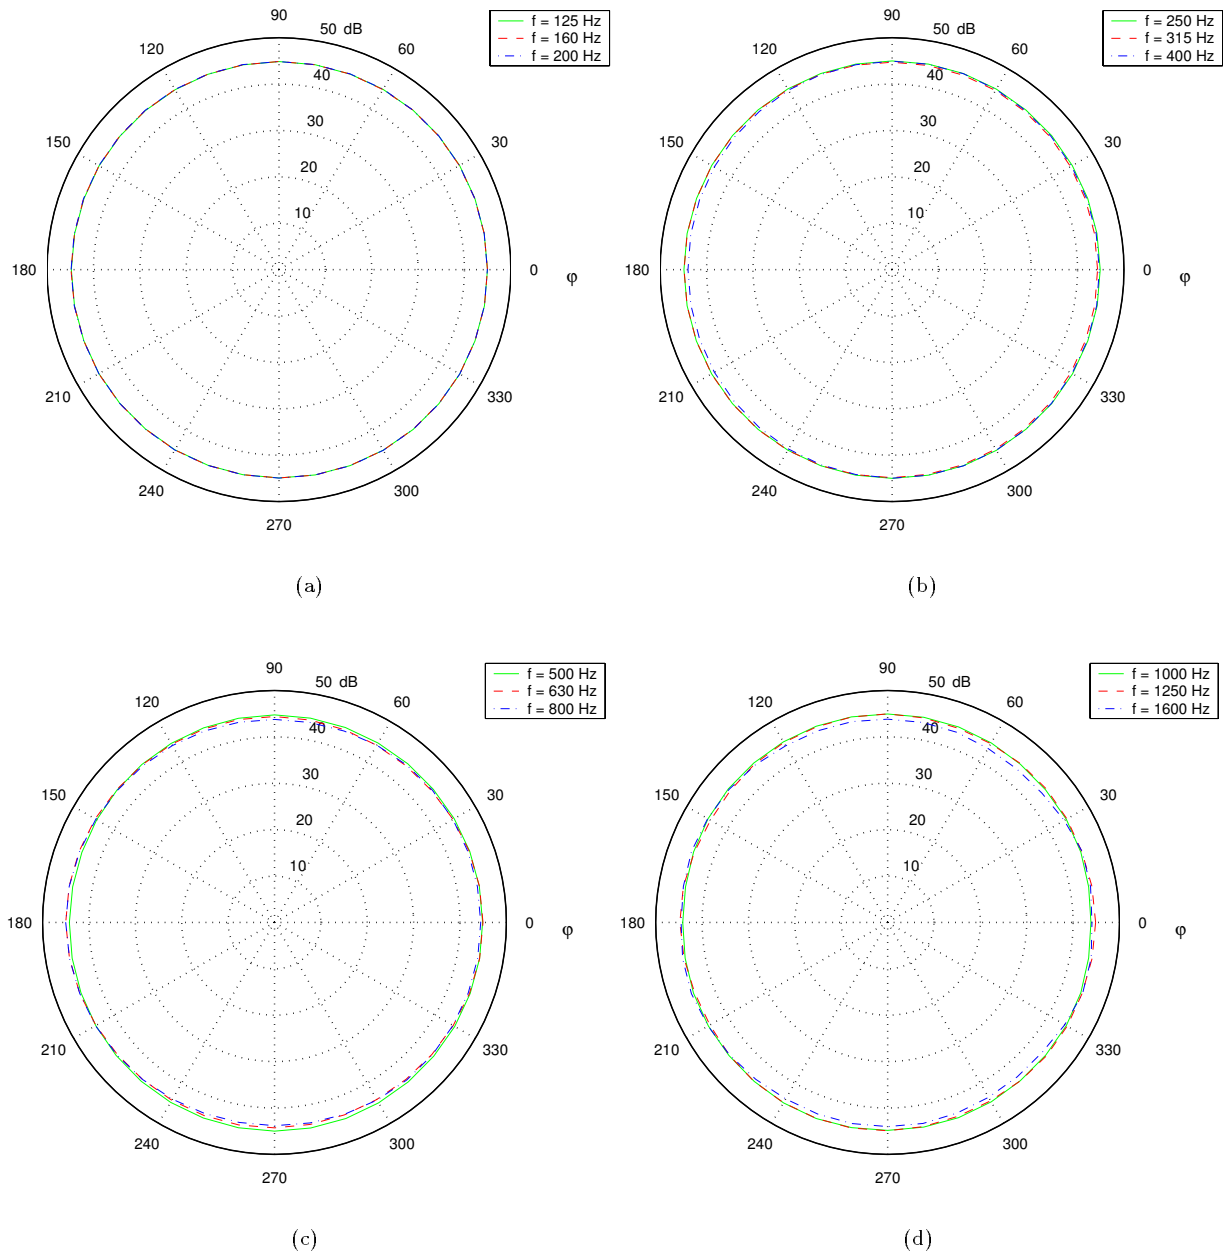 90
50 dB
120
60
40
150
30
30
20
10
180
0
φ
210
330
240
300
270
f = 125 Hz
f = 160 Hz
f = 200 Hz
(a)
90
50 dB
120
60
40
150
30
30
20
10
180
0
φ
210
330
240
300
270
f = 250 Hz
f = 315 Hz
f = 400 Hz
(b)
90
50 dB
120
60
40
150
30
30
20
10
180
0
φ
210
330
240
300
270
f = 500 Hz
f = 630 Hz
f = 800 Hz
(c)
90
50 dB
120
60
40
150
30
30
20
10
180
0
φ
210
330
240
300
270
f = 1000 Hz
f = 1250 Hz
f = 1600 Hz
(d)